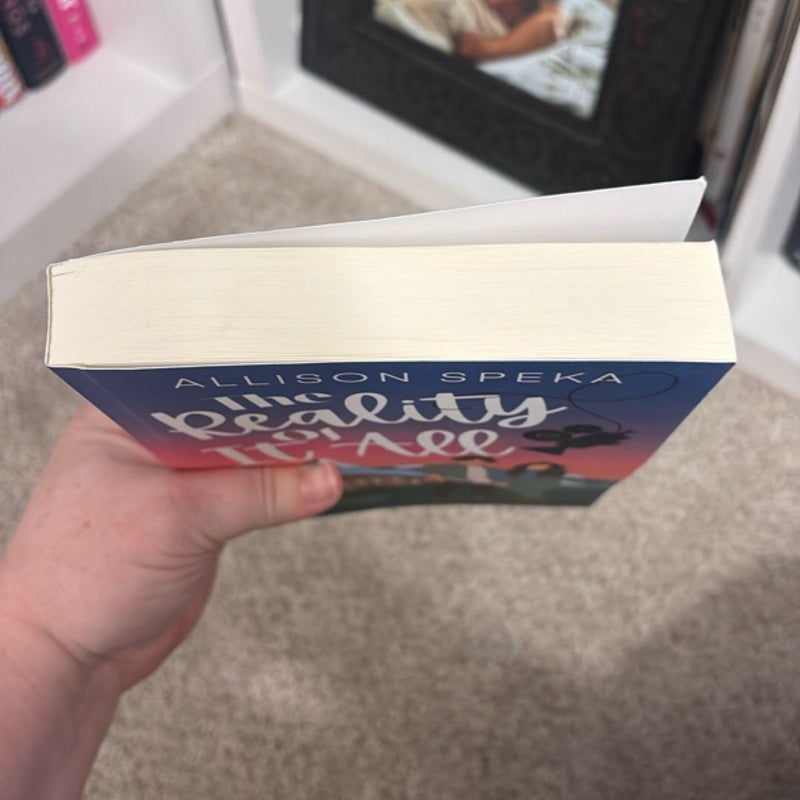 ALLISON SPEKA
The
Reality
of
It All